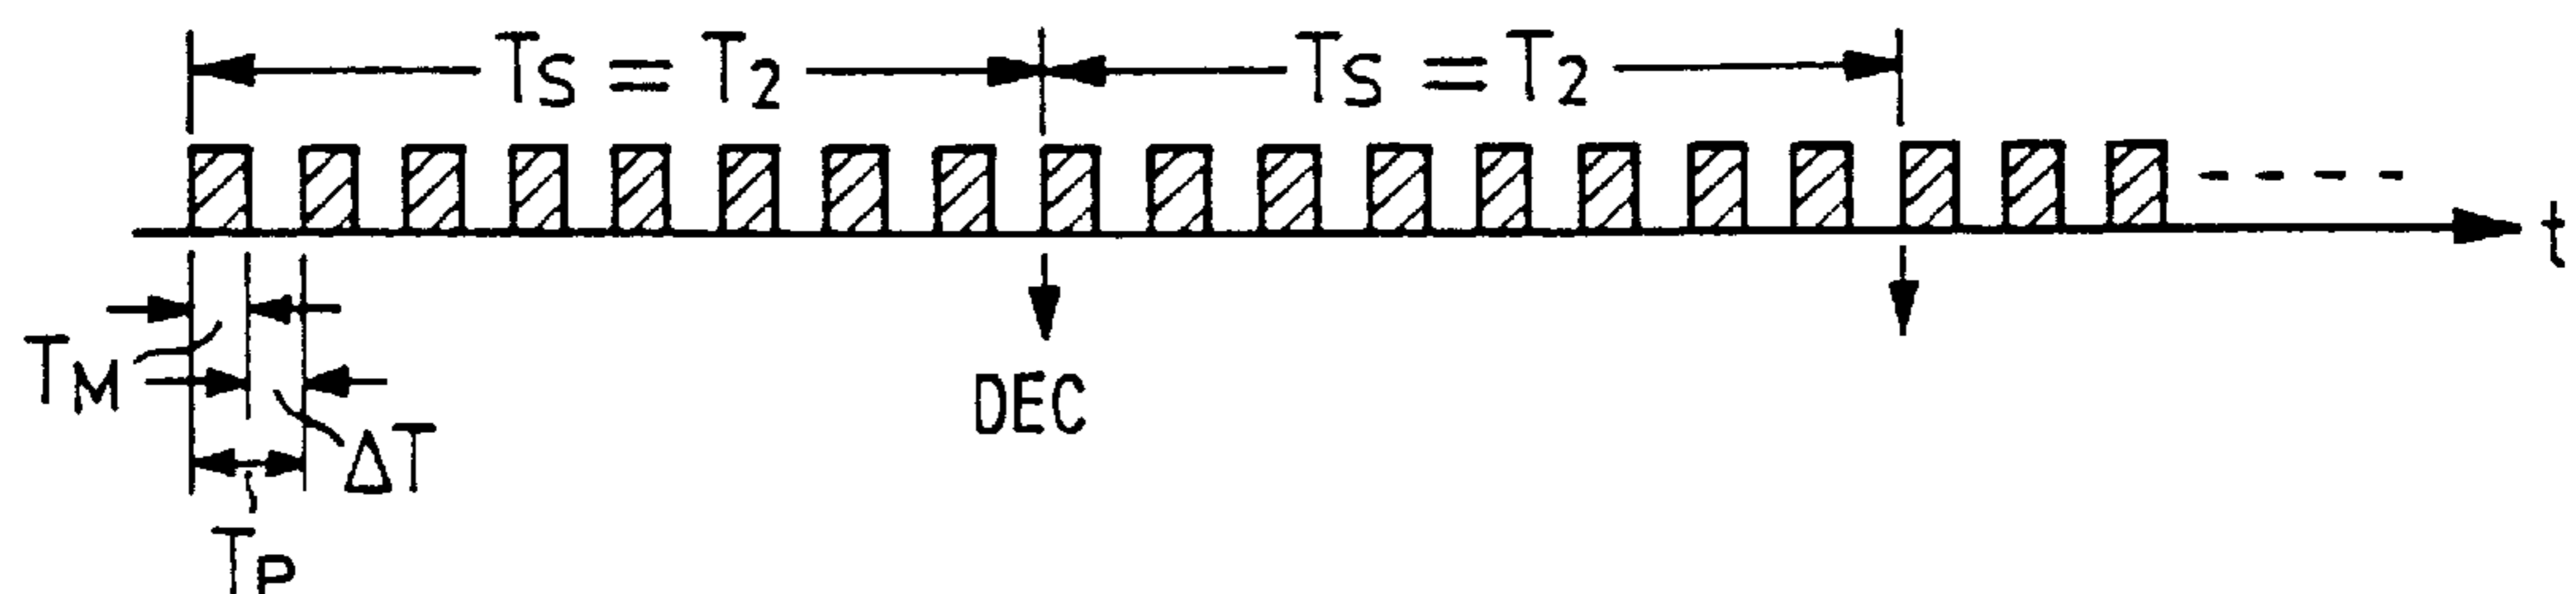 TS = T2
TS = T2
t
TM
DEC
ΔT
TP